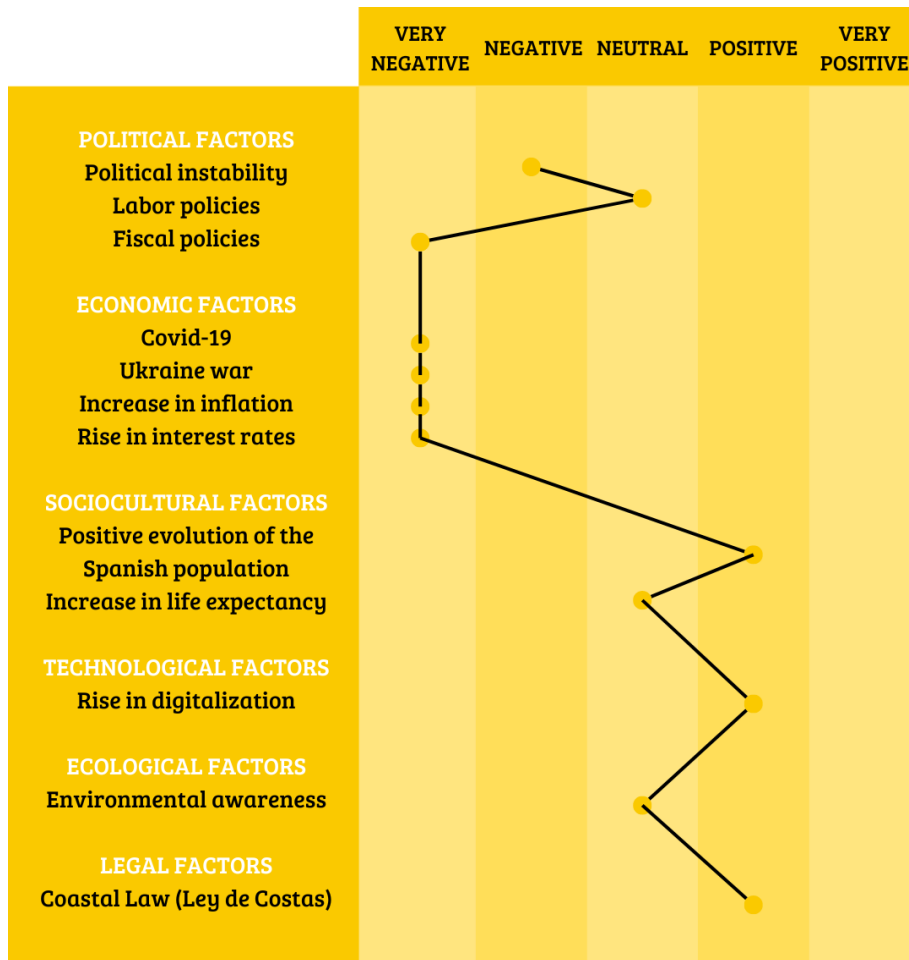 VERY NEGATIVE NEGATIVE NEUTRAL POSITIVE VERY POSITIVE
POLITICAL FACTORS
Political instability
Labor policies
Fiscal policies
ECONOMIC FACTORS
Covid-19
Ukraine war
Increase in inflation
Rise in interest rates
SOCIOCULTURAL FACTORS
Positive evolution of the
Spanish population
Increase in life expectancy
TECHNOLOGICAL FACTORS
Rise in digitalization
ECOLOGICAL FACTORS
Environmental awareness
LEGAL FACTORS
Coastal Law (Ley de Costas)